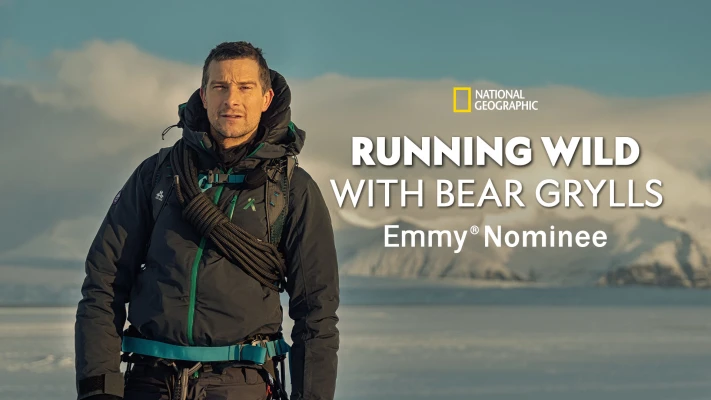 NATIONAL
GEOGRAPHIC
RUNNING WILD
WITH BEAR GRYLLS
Emmy® Nominee